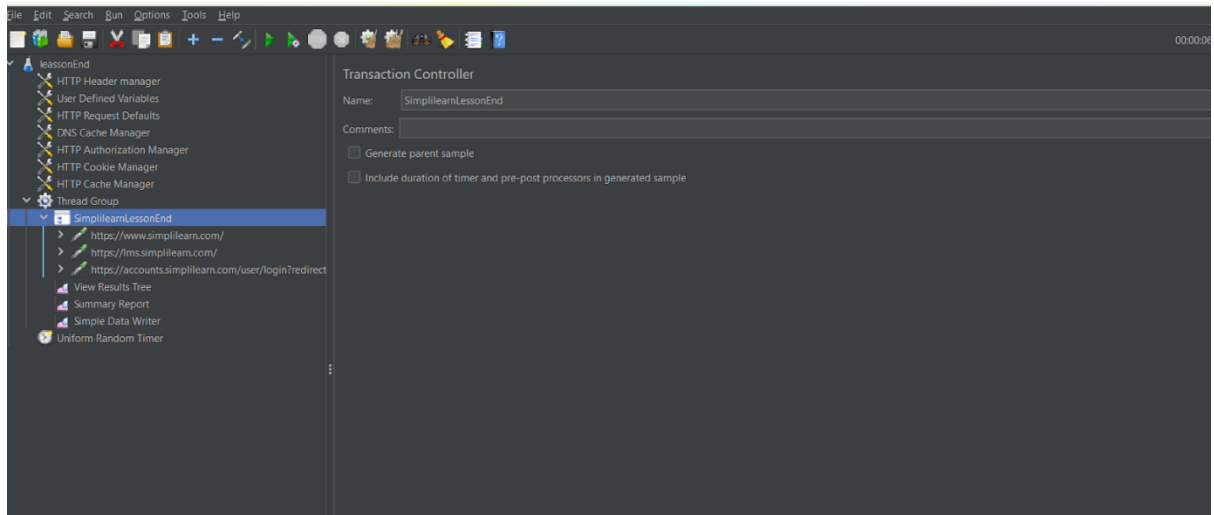 File Edit Search Run Options Tools Help
00:00:06
leassonEnd
HTTP Header manager
User Defined Variables
HTTP Request Defaults
DNS Cache Manager
HTTP Authorization Manager
HTTP Cookie Manager
HTTP Cache Manager
Thread Group
SimplilearnLessonEnd
https://www.simplilearn.com/
https://lms.simplilearn.com/
https://accounts.simplilearn.com/user/login?redirect
View Results Tree
Summary Report
Simple Data Writer
Uniform Random Timer
Transaction Controller
Name: SimplilearnLessonEnd
Comments:
Generate parent sample
Include duration of timer and pre-post processors in generated sample